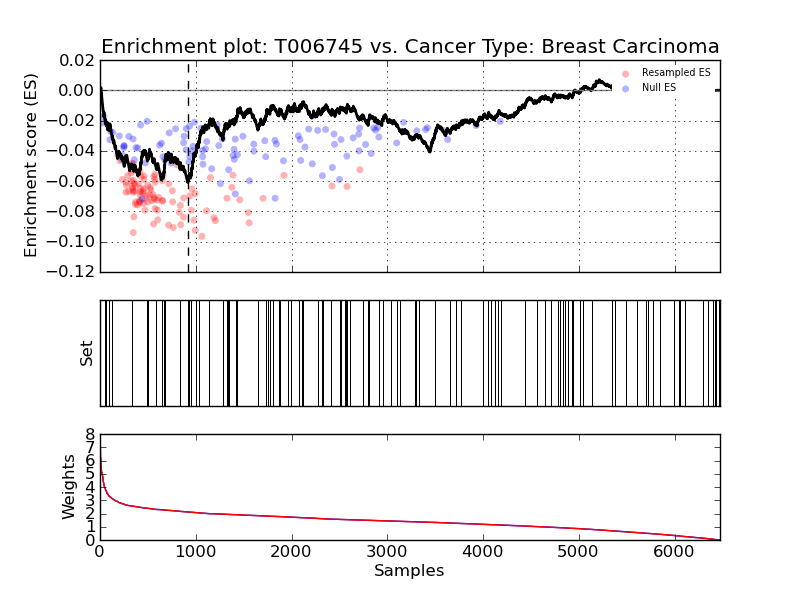 Enrichment plot: T006745 vs. Cancer Type: Breast Carcinoma
0.02
0.00
−0.02
−0.04
−0.06
−0.08
−0.10
−0.12
Enrichment score (ES)
Resampled ES
Null ES
Set
8
7
6
5
4
3
2
1
0
Weights
0 1000 2000 3000 4000 5000 6000
Samples